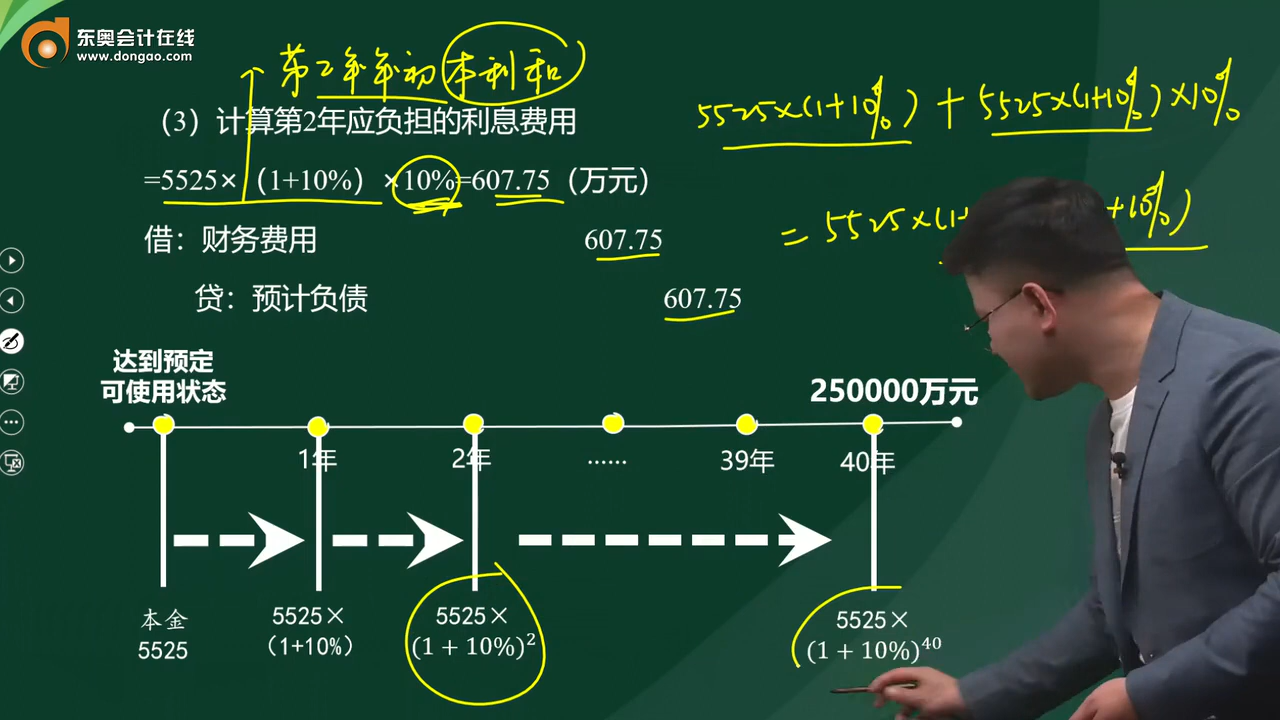 东奥会计在线
www.dongao.com
第2年年初本利和
（3）计算第2年应负担的利息费用
=5525×（1+10%）×10%=607.75（万元）
5525×(1+10%)+5525×(1+10%)×10%
=5525×(1+ +10%)
借：财务费用 607.75
贷：预计负债 607.75
达到预定
可使用状态
250000万元
1年 2年 …… 39年 40年
本金
5525
5525×
（1+10%）
5525×
(1+10%)²
5525×
(1+10%)⁴⁰